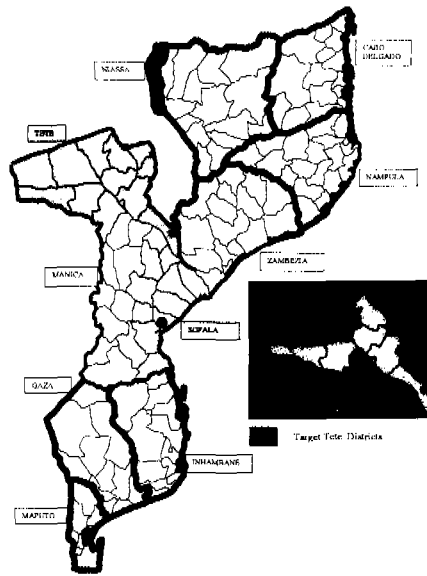 CABO
DELGADO
NIASSA
TETE
NAMPULA
ZAMBEZIA
MANICA
SOFALA
GAZA
Target Tete Districts
INHAMBANE
MAPUTO